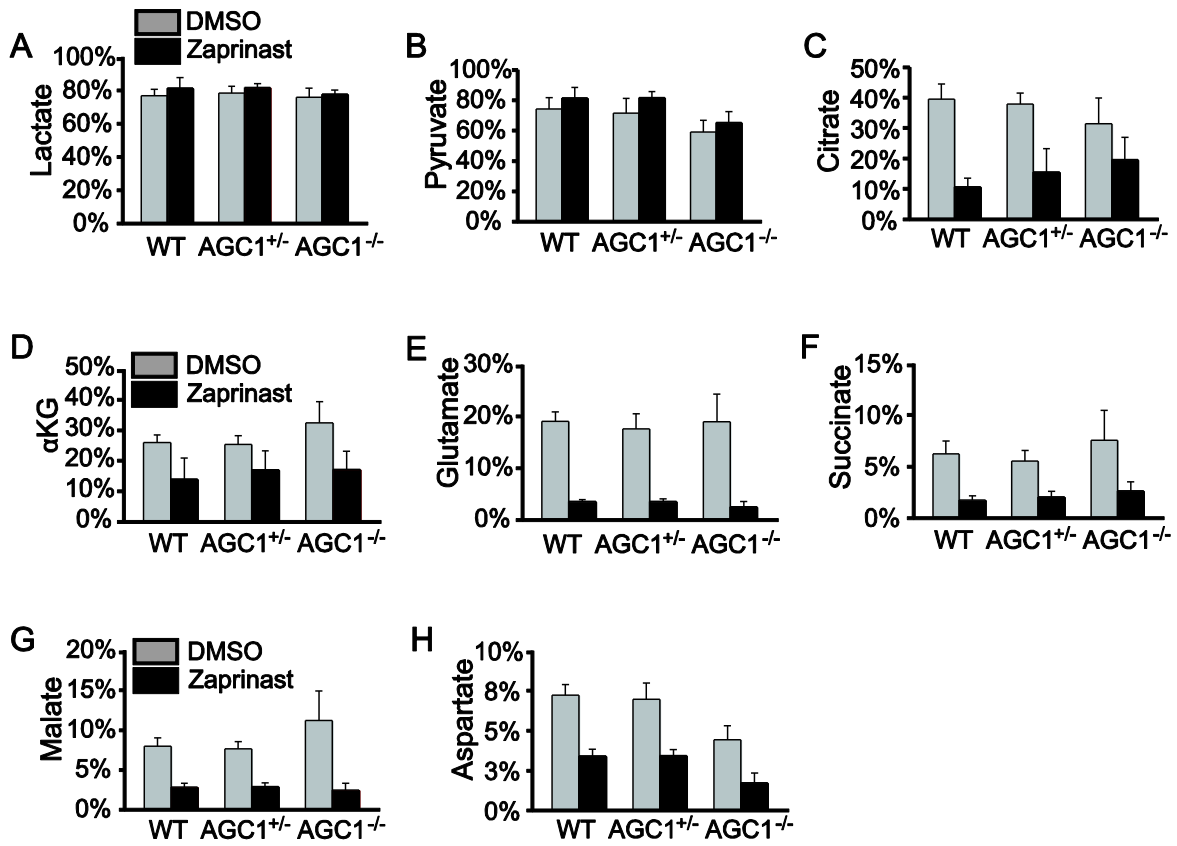 A
DMSO
Zaprinast
Lactate
100%
80%
60%
40%
20%
0%
WT AGC1+/- AGC1-/-
B
Pyruvate
100%
80%
60%
40%
20%
0%
WT AGC1+/- AGC1-/-
C
Citrate
50%
40%
30%
20%
10%
0%
WT AGC1+/- AGC1-/-
D
DMSO
Zaprinast
αKG
50%
40%
30%
20%
10%
0%
WT AGC1+/- AGC1-/-
E
Glutamate
30%
20%
10%
0%
WT AGC1+/- AGC1-/-
F
Succinate
15%
10%
5%
0%
WT AGC1+/- AGC1-/-
G
DMSO
Zaprinast
Malate
20%
15%
10%
5%
0%
WT AGC1+/- AGC1-/-
H
Aspartate
10%
8%
5%
3%
0%
WT AGC1+/- AGC1-/-